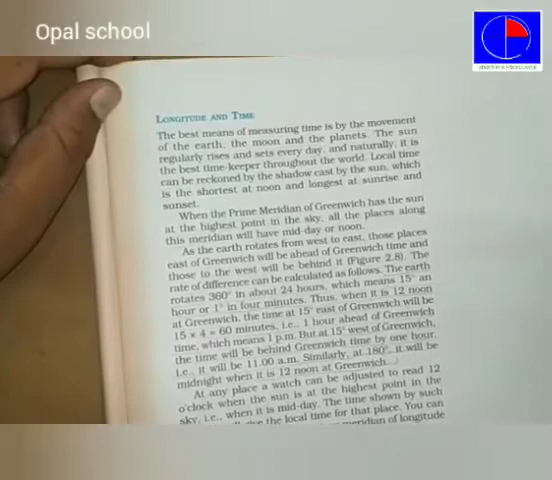 Opal school
LONGITUDE AND TIME
The best means of measuring time is by the movement
of the earth, the moon and the planets. The sun
regularly rises and sets every day, and naturally, it is
the best time-keeper throughout the world. Local time
can be reckoned by the shadow cast by the sun, which
is the shortest at noon and longest at sunrise and
sunset.
When the Prime Meridian of Greenwich has the sun
at the highest point in the sky, all the places along
this meridian will have mid-day or noon.
As the earth rotates from west to east, those places
east of Greenwich will be ahead of Greenwich time and
those to the west will be behind it (Figure 2.8). The
rate of difference can be calculated as follows. The earth
rotates 360° in about 24 hours, which means 15° an
hour or 1° in four minutes. Thus, when it is 12 noon
at Greenwich, the time at 15° east of Greenwich will be
15 × 4 = 60 minutes, i.e., 1 hour ahead of Greenwich
time, which means 1 p.m. But at 15° west of Greenwich,
the time will be behind Greenwich time by one hour,
i.e., it will be 11.00 a.m. Similarly, at 180°, it will be
midnight when it is 12 noon at Greenwich.
At any place a watch can be adjusted to read 12
o'clock when the sun is at the highest point in the
sky, i.e., when it is mid-day. The time shown by such
the local time for that place. You can
meridian of longitude